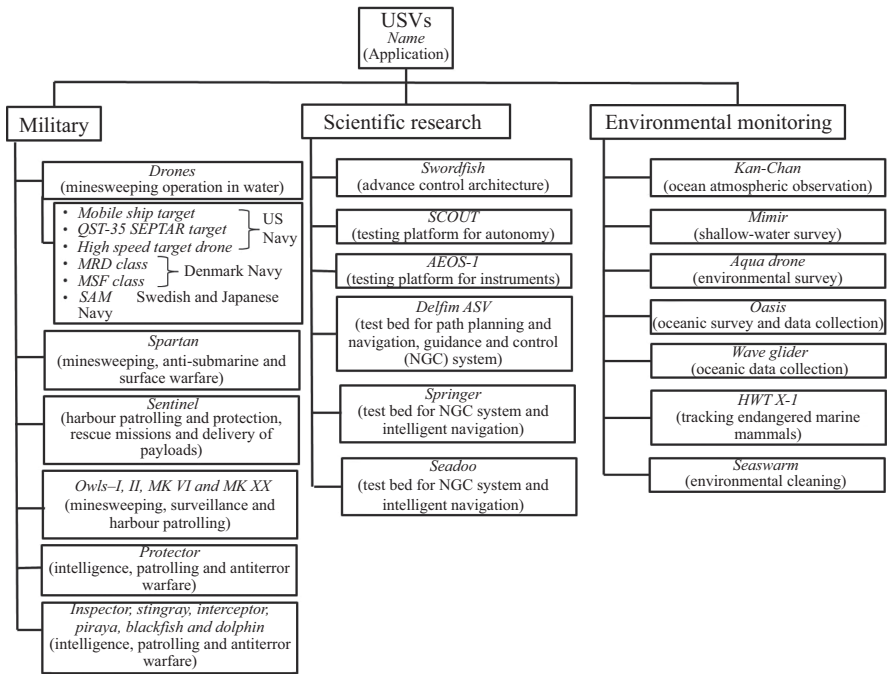 USVs
Name
(Application)
Military
Drones
(minesweeping operation in water)
• Mobile ship target
• QST-35 SEPTAR target
• High speed target drone
US
Navy
• MRD class
• MSF class
Denmark Navy
• SAM Swedish and Japanese
Navy
Spartan
(minesweeping, anti-submarine and
surface warfare)
Sentinel
(harbour patrolling and protection,
rescue missions and delivery of
payloads)
Owls–I, II, MK VI and MK XX
(minesweeping, surveillance and
harbour patrolling)
Protector
(intelligence, patrolling and antiterror
warfare)
Inspector, stingray, interceptor,
piraya, blackfish and dolphin
(intelligence, patrolling and antiterror
warfare)
Scientific research
Swordfish
(advance control architecture)
SCOUT
(testing platform for autonomy)
AEOS-1
(testing platform for instruments)
Delfim ASV
(test bed for path planning and
navigation, guidance and control
(NGC) system)
Springer
(test bed for NGC system and
intelligent navigation)
Seadoo
(test bed for NGC system and
intelligent navigation)
Environmental monitoring
Kan-Chan
(ocean atmospheric observation)
Mimir
(shallow-water survey)
Aqua drone
(environmental survey)
Oasis
(oceanic survey and data collection)
Wave glider
(oceanic data collection)
HWT X-1
(tracking endangered marine
mammals)
Seaswarm
(environmental cleaning)